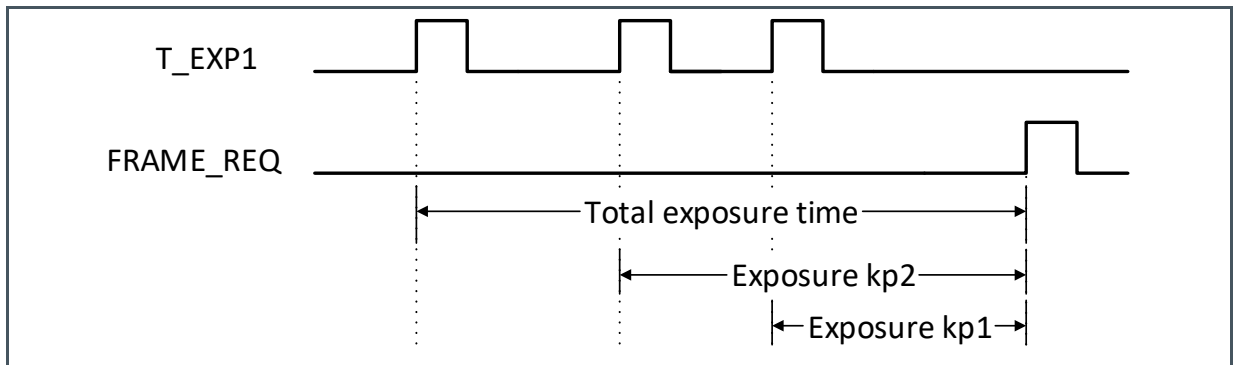 T_EXP1
FRAME_REQ
Total exposure time
Exposure kp2
Exposure kp1